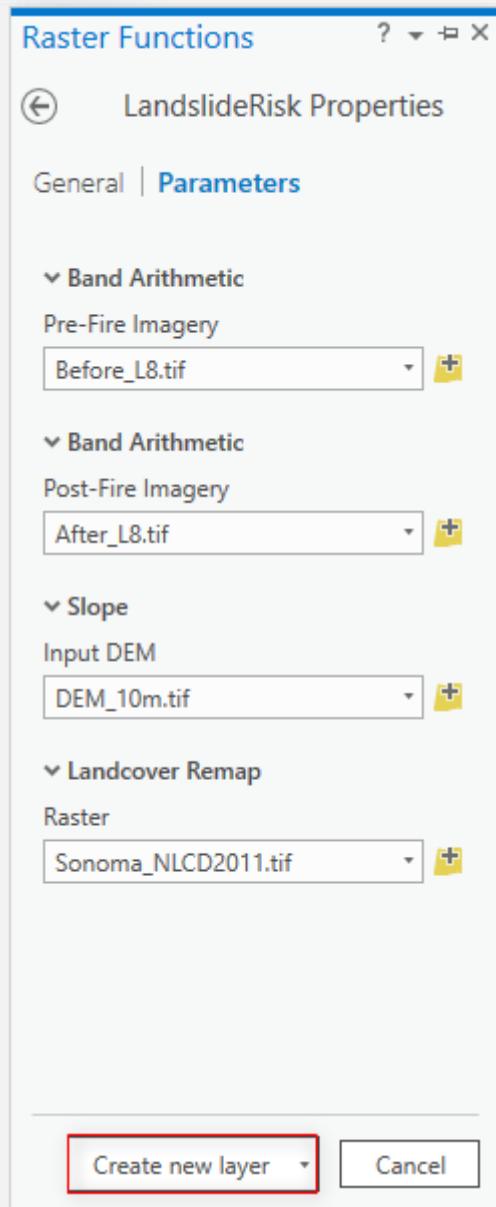 Raster Functions ?
LandslideRisk Properties
General | Parameters
Band Arithmetic
Pre-Fire Imagery
Before_L8.tif
Band Arithmetic
Post-Fire Imagery
After_L8.tif
Slope
Input DEM
DEM_10m.tif
Landcover Remap
Raster
Sonoma_NLCD2011.tif
Create new layer Cancel